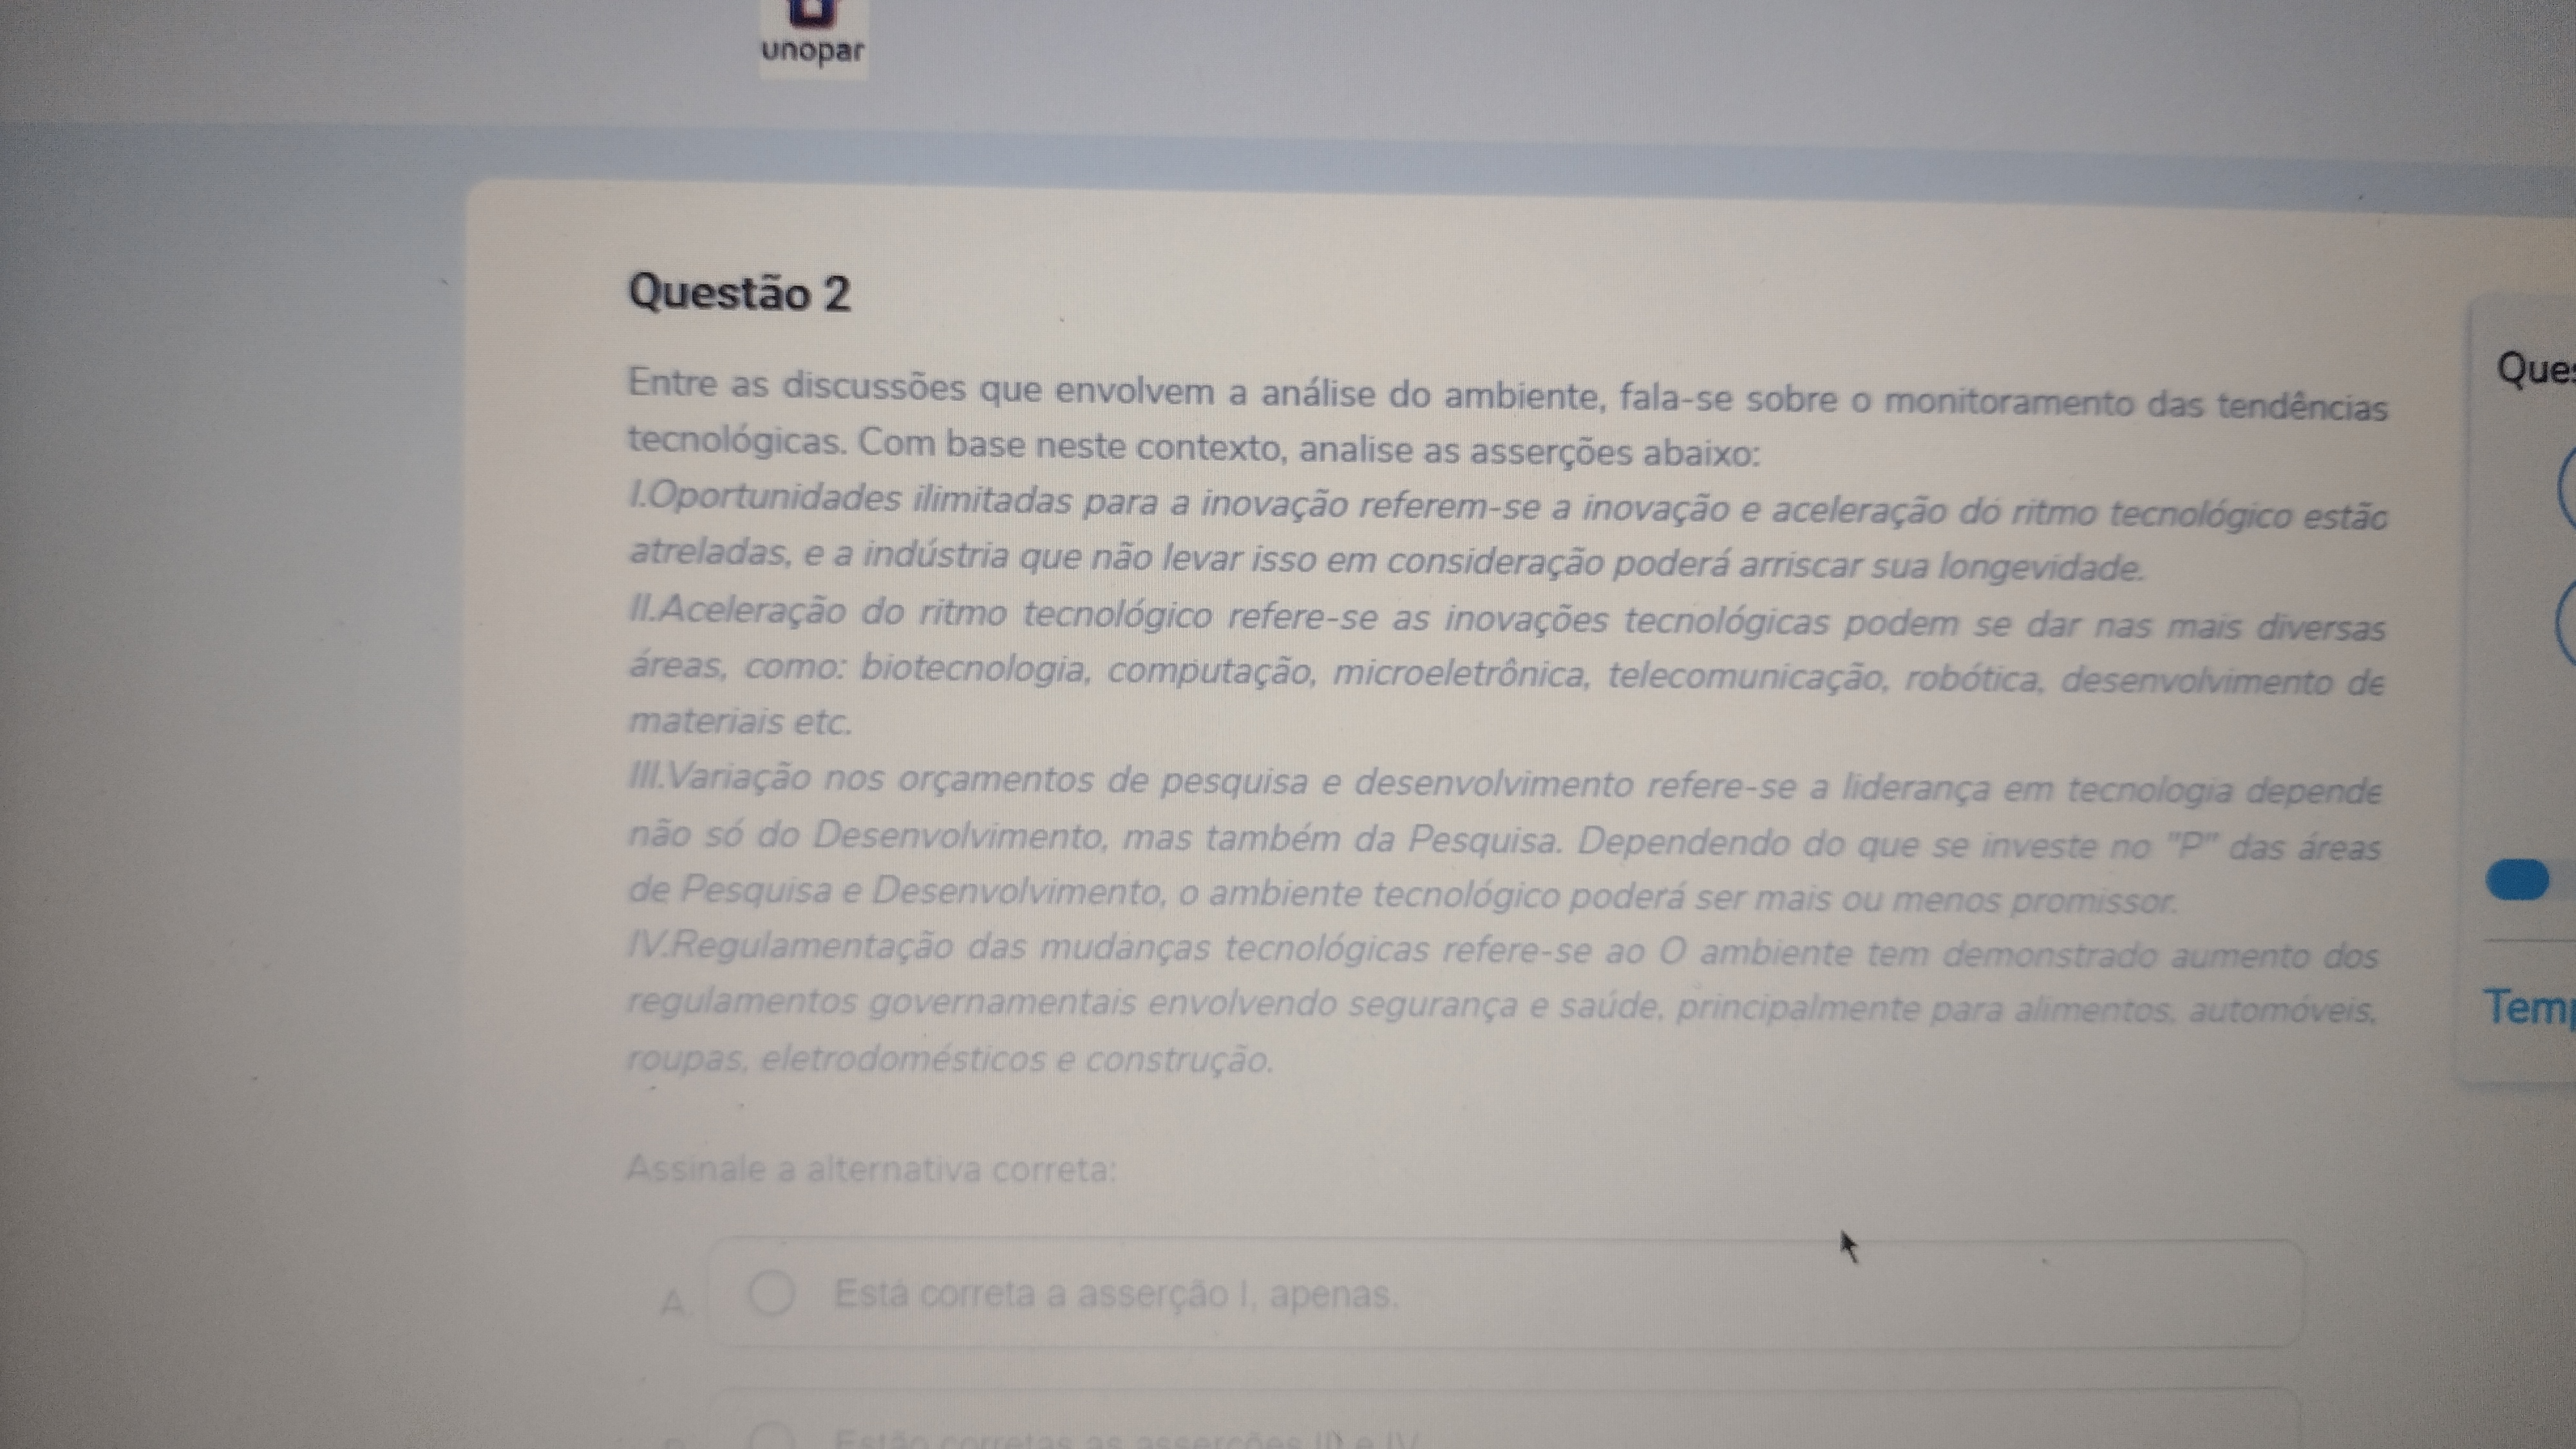 unopar
Questão 2
Entre as discussões que envolvem a análise do ambiente, fala-se sobre o monitoramento das tendências
tecnológicas. Com base neste contexto, analise as asserções abaixo:
I.Oportunidades ilimitadas para a inovação referem-se a inovação e aceleração do ritmo tecnológico estão
atreladas, e a indústria que não levar isso em consideração poderá arriscar sua longevidade.
II.Aceleração do ritmo tecnológico refere-se as inovações tecnológicas podem se dar nas mais diversas
áreas, como: biotecnologia, computação, microeletrônica, telecomunicação, robótica, desenvolvimento de
materiais etc.
III.Variação nos orçamentos de pesquisa e desenvolvimento refere-se a liderança em tecnologia depende
não só do Desenvolvimento, mas também da Pesquisa. Dependendo do que se investe no "P" das áreas
de Pesquisa e Desenvolvimento, o ambiente tecnológico poderá ser mais ou menos promissor.
IV.Regulamentação das mudanças tecnológicas refere-se ao O ambiente tem demonstrado aumento dos
regulamentos governamentais envolvendo segurança e saúde, principalmente para alimentos, automóveis,
roupas, eletrodomésticos e construção.
Assinale a alternativa correta:
A
Está correta a asserção I, apenas.
Estão corretas as asserções
Ques
Temp